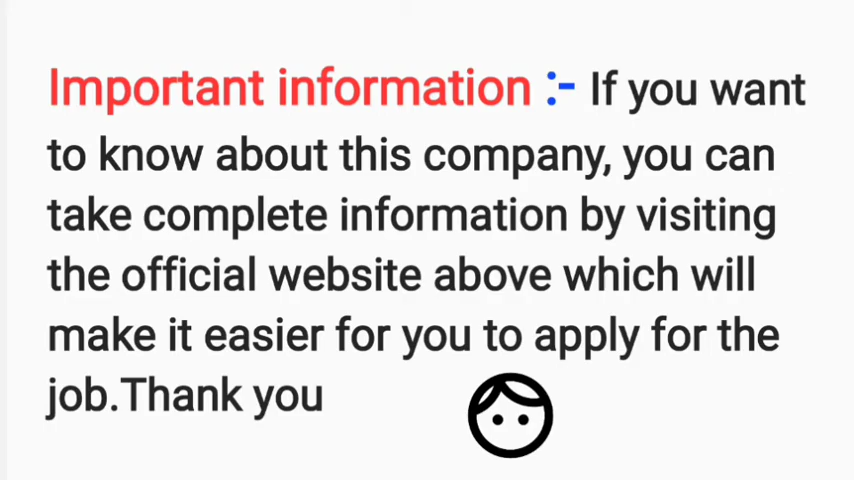 Important information :- If you want
to know about this company, you can
take complete information by visiting
the official website above which will
make it easier for you to apply for the
job.Thank you